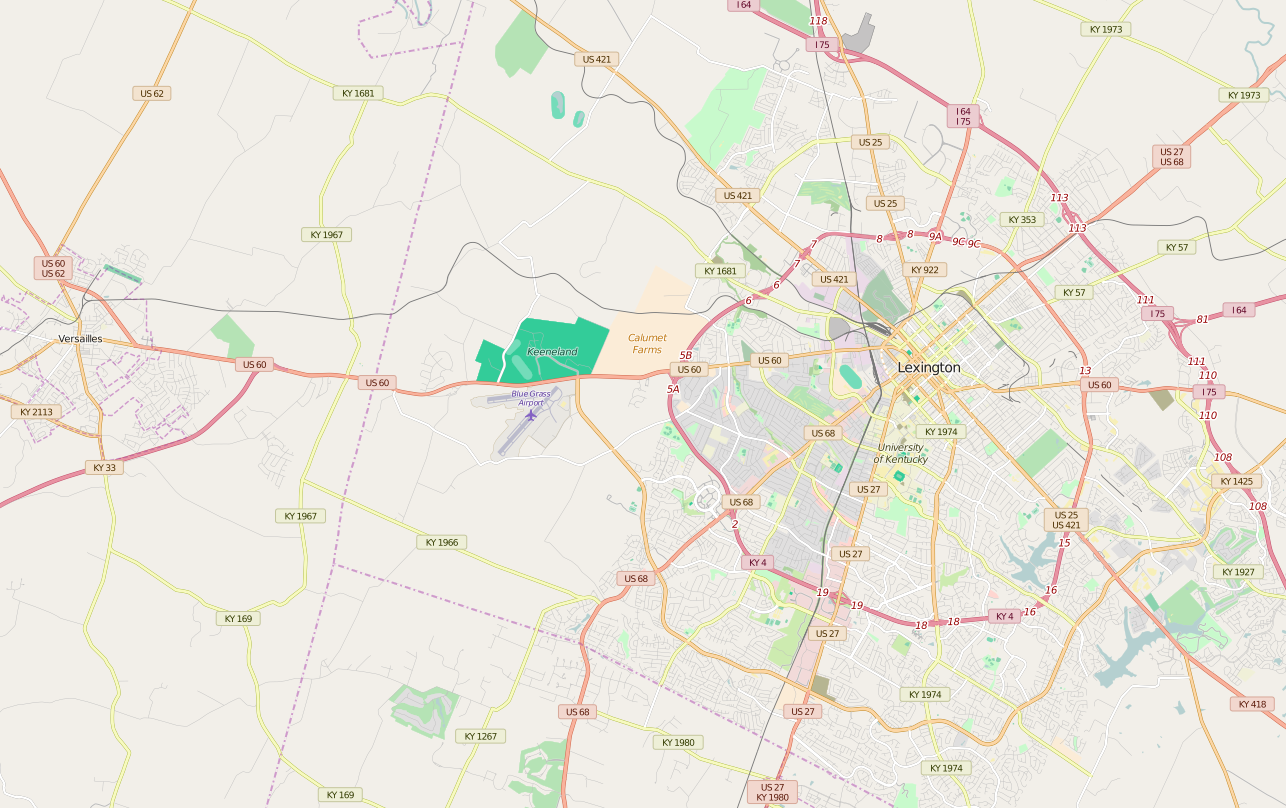 I 64
118
KY 1973
I 75
US 421
US 62
KY 1681
KY 1973
I 64
I 75
US 25
US 27
US 68
US 421
US 25
113
KY 353
113
KY 1967
7
8
8
9A
9C
9C
KY 57
US 60
US 62
7
KY 1681
6
US 421
KY 922
6
KY 57
111
I 75
81
I 64
Versailles
Keeneland
Calumet
Farms
5B
US 60
US 60
Lexington
111
110
13
US 60
US 60
US 60
5A
I 75
Blue Grass
Airport
KY 2113
110
US 68
KY 1974
University
of Kentucky
KY 33
108
KY 1425
US 27
US 68
108
KY 1967
2
US 25
US 421
15
KY 1966
US 27
KY 4
KY 1927
US 68
19
19
16
16
KY 4
KY 169
18
18
US 27
KY 1974
US 68
US 27
KY 418
KY 1267
KY 1980
KY 1974
KY 169
US 27
KY 1980